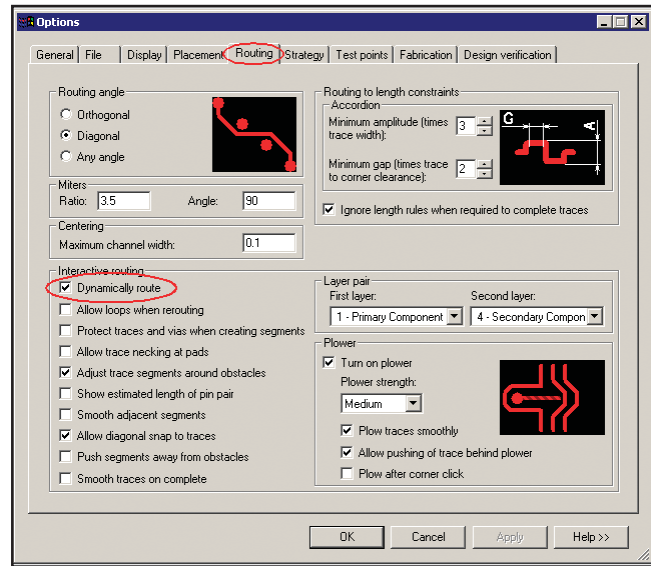 Options
General File Display Placement Routing Strategy Test points Fabrication Design verification
Routing angle
Orthogonal
Diagonal
Any angle
Miters
Ratio: 3.5 Angle: 90
Centering
Maximum channel width: 0.1
Routing to length constraints
Accordion
Minimum amplitude (times
trace width): 3
Minimum gap (times trace
to corner clearance): 2
G
A
Ignore length rules when required to complete traces
Interactive routing
Dynamically route
Allow loops when rerouting
Protect traces and vias when creating segments
Allow trace necking at pads
Adjust trace segments around obstacles
Show estimated length of pin pair
Smooth adjacent segments
Allow diagonal snap to traces
Push segments away from obstacles
Smooth traces on complete
Layer pair
First layer: Second layer:
1 - Primary Component 4 - Secondary Compon
Plower
Turn on plower
Plower strength:
Medium
Plow traces smoothly
Allow pushing of trace behind plower
Plow after corner click
OK Cancel Apply Help >>